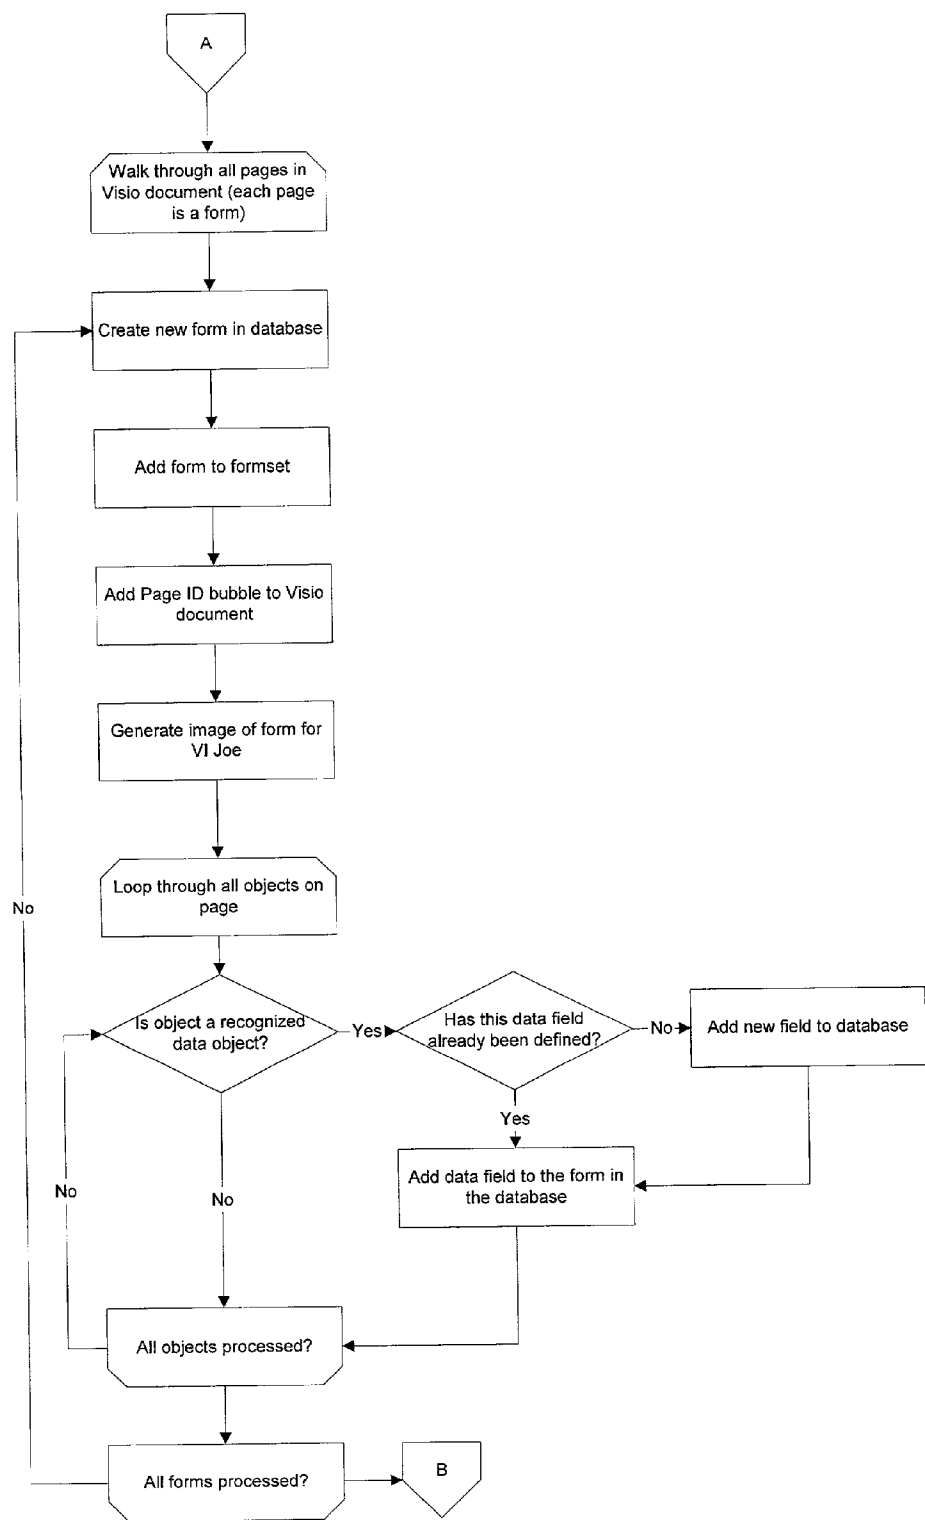 A
Walk through all pages in
Visio document (each page
is a form)
Create new form in database
Add form to formset
Add Page ID bubble to Visio
document
Generate image of form for
VI Joe
Loop through all objects on
page
No
Is object a recognized
data object?
Yes
Has this data field
already been defined?
No
Add new field to database
Yes
Add data field to the form in
the database
No
No
All objects processed?
All forms processed?
B